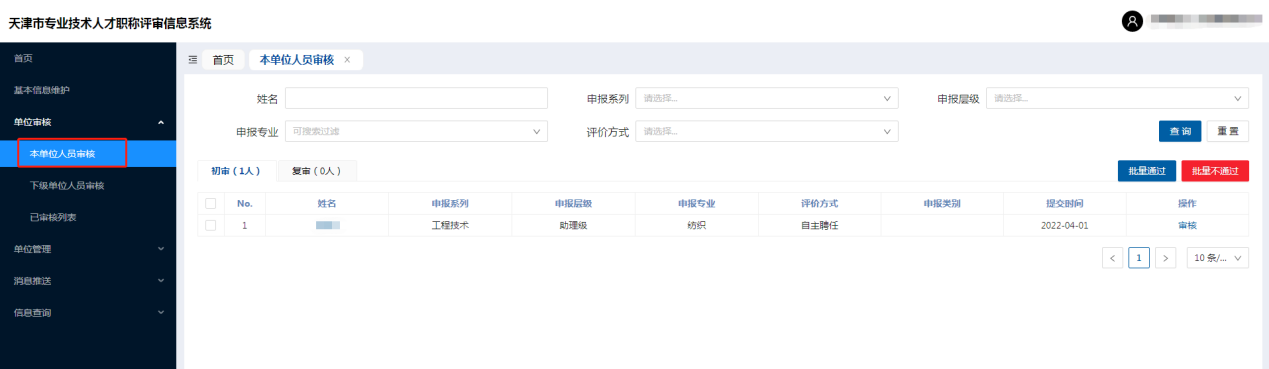 天津市专业技术人才职称评审信息系统
首页
基本信息维护
单位审核
本单位人员审核
下级单位人员审核
已审核列表
单位管理
消息推送
信息查询
首页 本单位人员审核 ×
姓名 申报系列 请选择... 申报层级 请选择...
申报专业 可搜索过滤 评价方式 请选择... 查询 重置
初审（1人） 复审（0人） 批量通过 批量不通过
No. 姓名 申报系列 申报层级 申报专业 评价方式 申报类别 提交时间 操作
1 工程技术 助理级 纺织 自主聘任 2022-04-01 审核
< 1 > 10 条/...